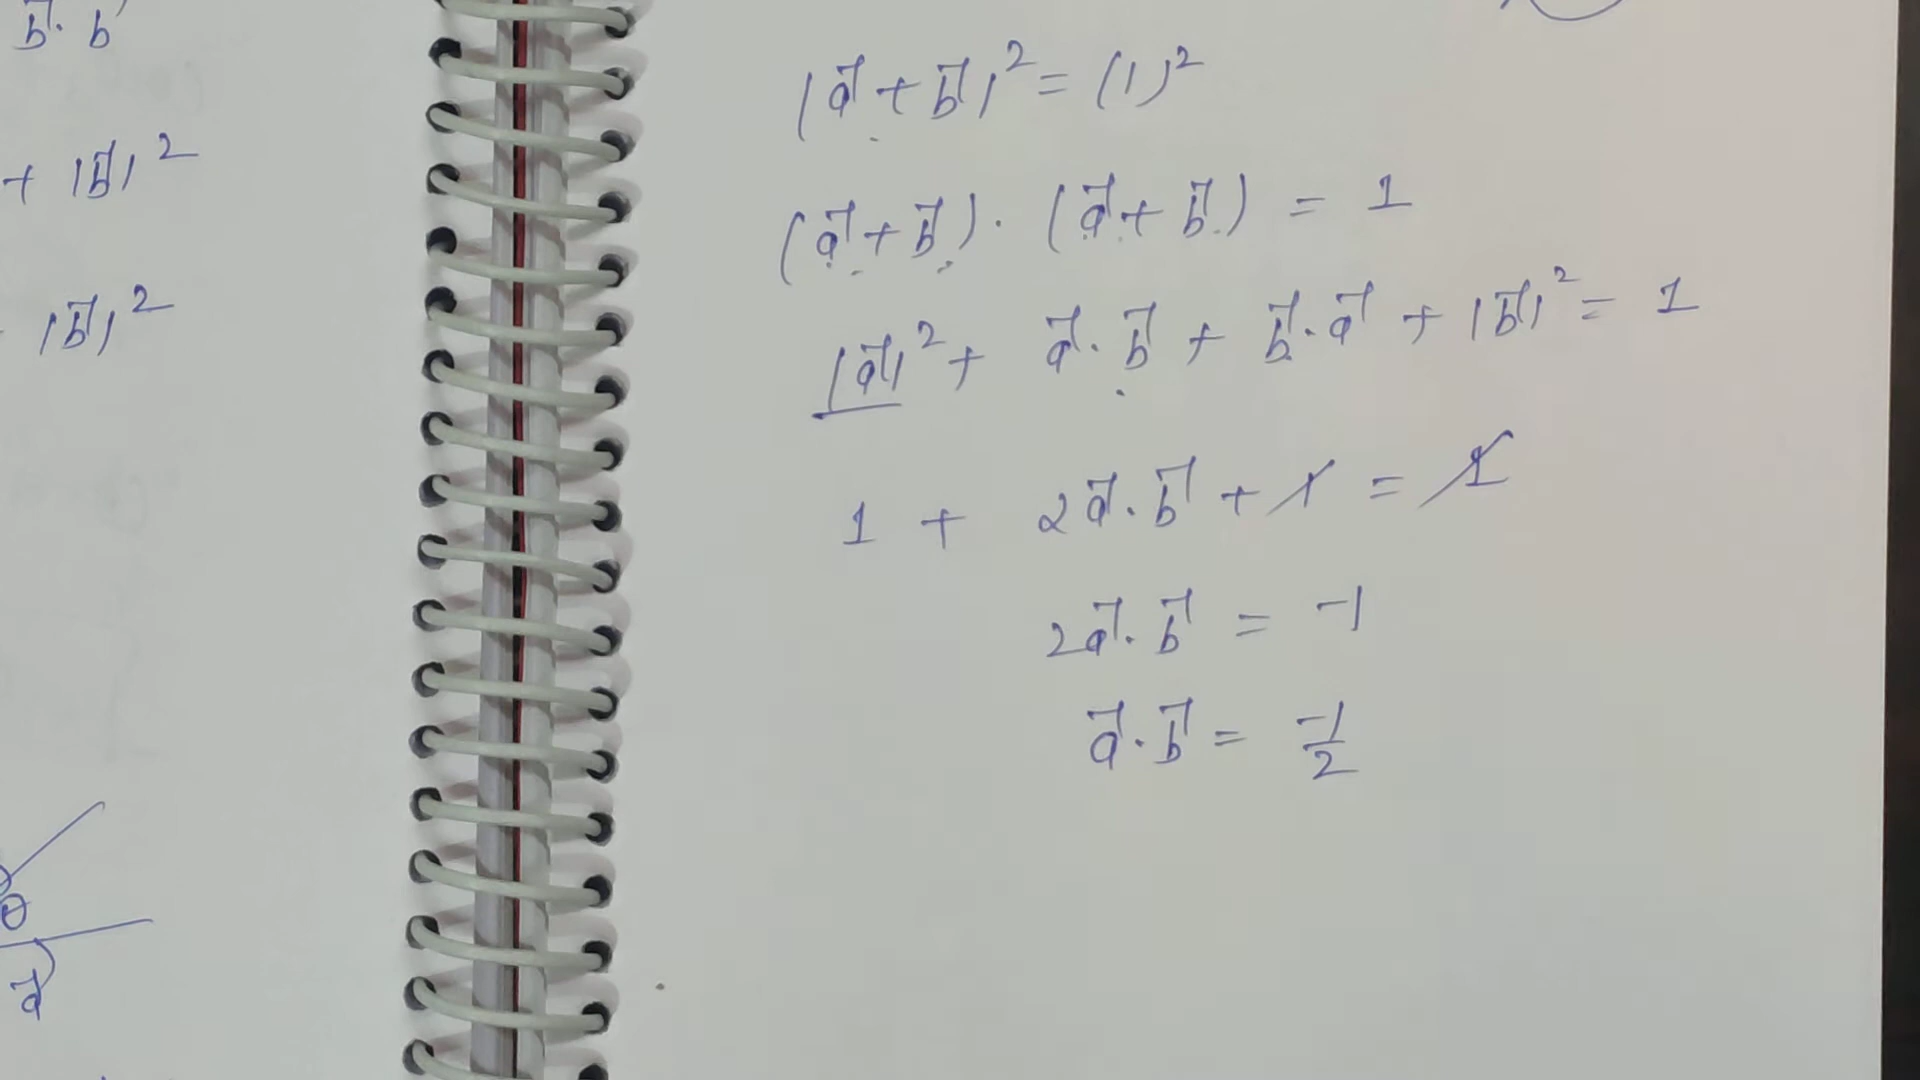 b⃗ · b
+ |b⃗|²
|b⃗|²
θ
a⃗
|a⃗ + b⃗|² = (1)²
(a⃗ + b⃗) · (a⃗ + b⃗) = 1
|a⃗|² + a⃗ · b⃗ + b⃗ · a⃗ + |b⃗|² = 1
1 + 2a⃗ · b⃗ + 1 = 1
2a⃗ · b⃗ = -1
a⃗ · b⃗ = -1/2